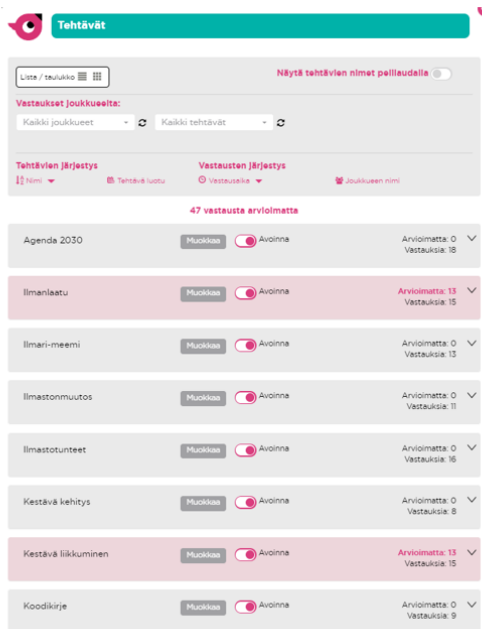 Tehtävät
Lista / taulukko
Näytä tehtävien nimet pelilaudalla
Vastaukset joukkueelta:
Kaikki joukkueet
Kaikki tehtävät
Tehtävien järjestys
Vastausten järjestys
Nimi
Tehtävä luotu
Vastausaika
Joukkueen nimi
47 vastausta arvioimatta
Agenda 2030 Muokkaa Avoinna Arvioimatta: 0
Vastauksia: 18
Ilmanlaatu Muokkaa Avoinna Arvioimatta: 13
Vastauksia: 15
Ilmari-meemi Muokkaa Avoinna Arvioimatta: 0
Vastauksia: 13
Ilmastonmuutos Muokkaa Avoinna Arvioimatta: 0
Vastauksia: 11
Ilmastotunteet Muokkaa Avoinna Arvioimatta: 0
Vastauksia: 16
Kestävä kehitys Muokkaa Avoinna Arvioimatta: 0
Vastauksia: 8
Kestävä liikkuminen Muokkaa Avoinna Arvioimatta: 13
Vastauksia: 15
Koodikirje Muokkaa Avoinna Arvioimatta: 0
Vastauksia: 9